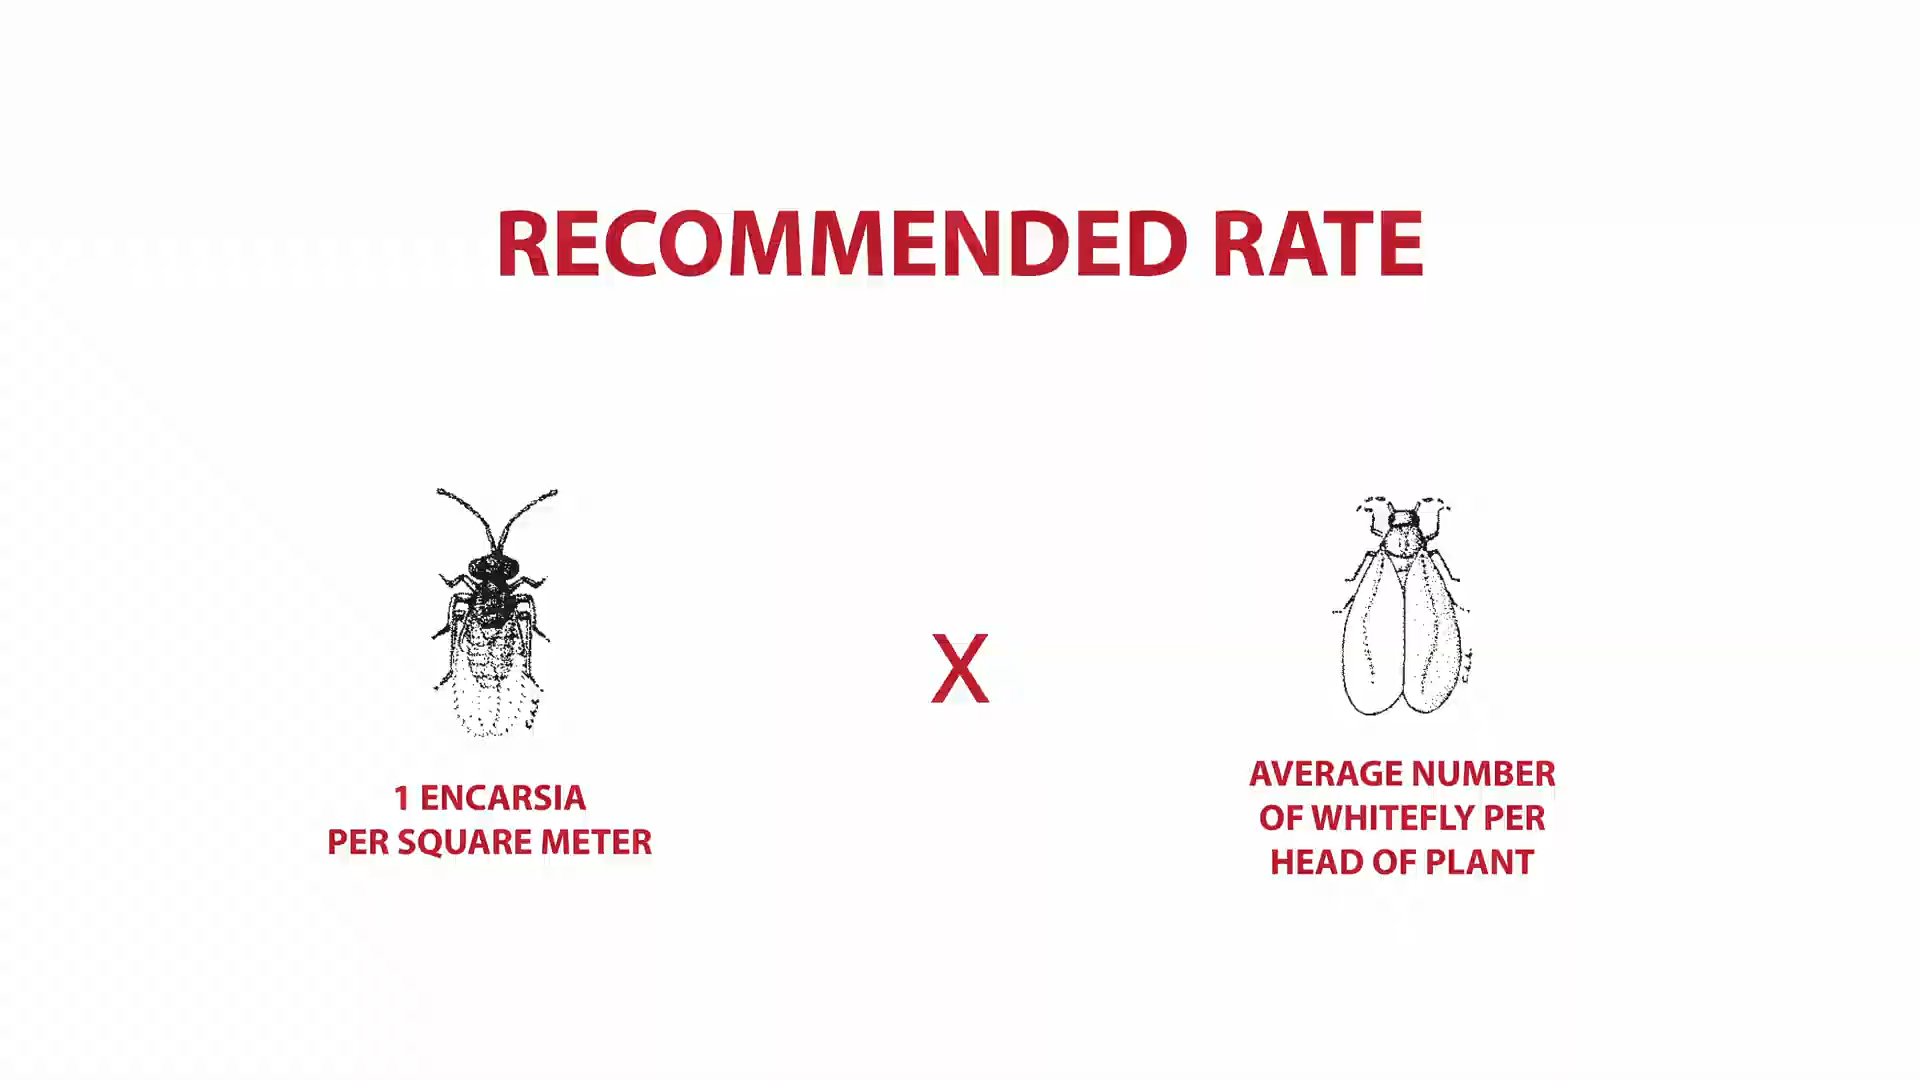 RECOMMENDED RATE
X
1 ENCARSIA
PER SQUARE METER
AVERAGE NUMBER
OF WHITEFLY PER
HEAD OF PLANT